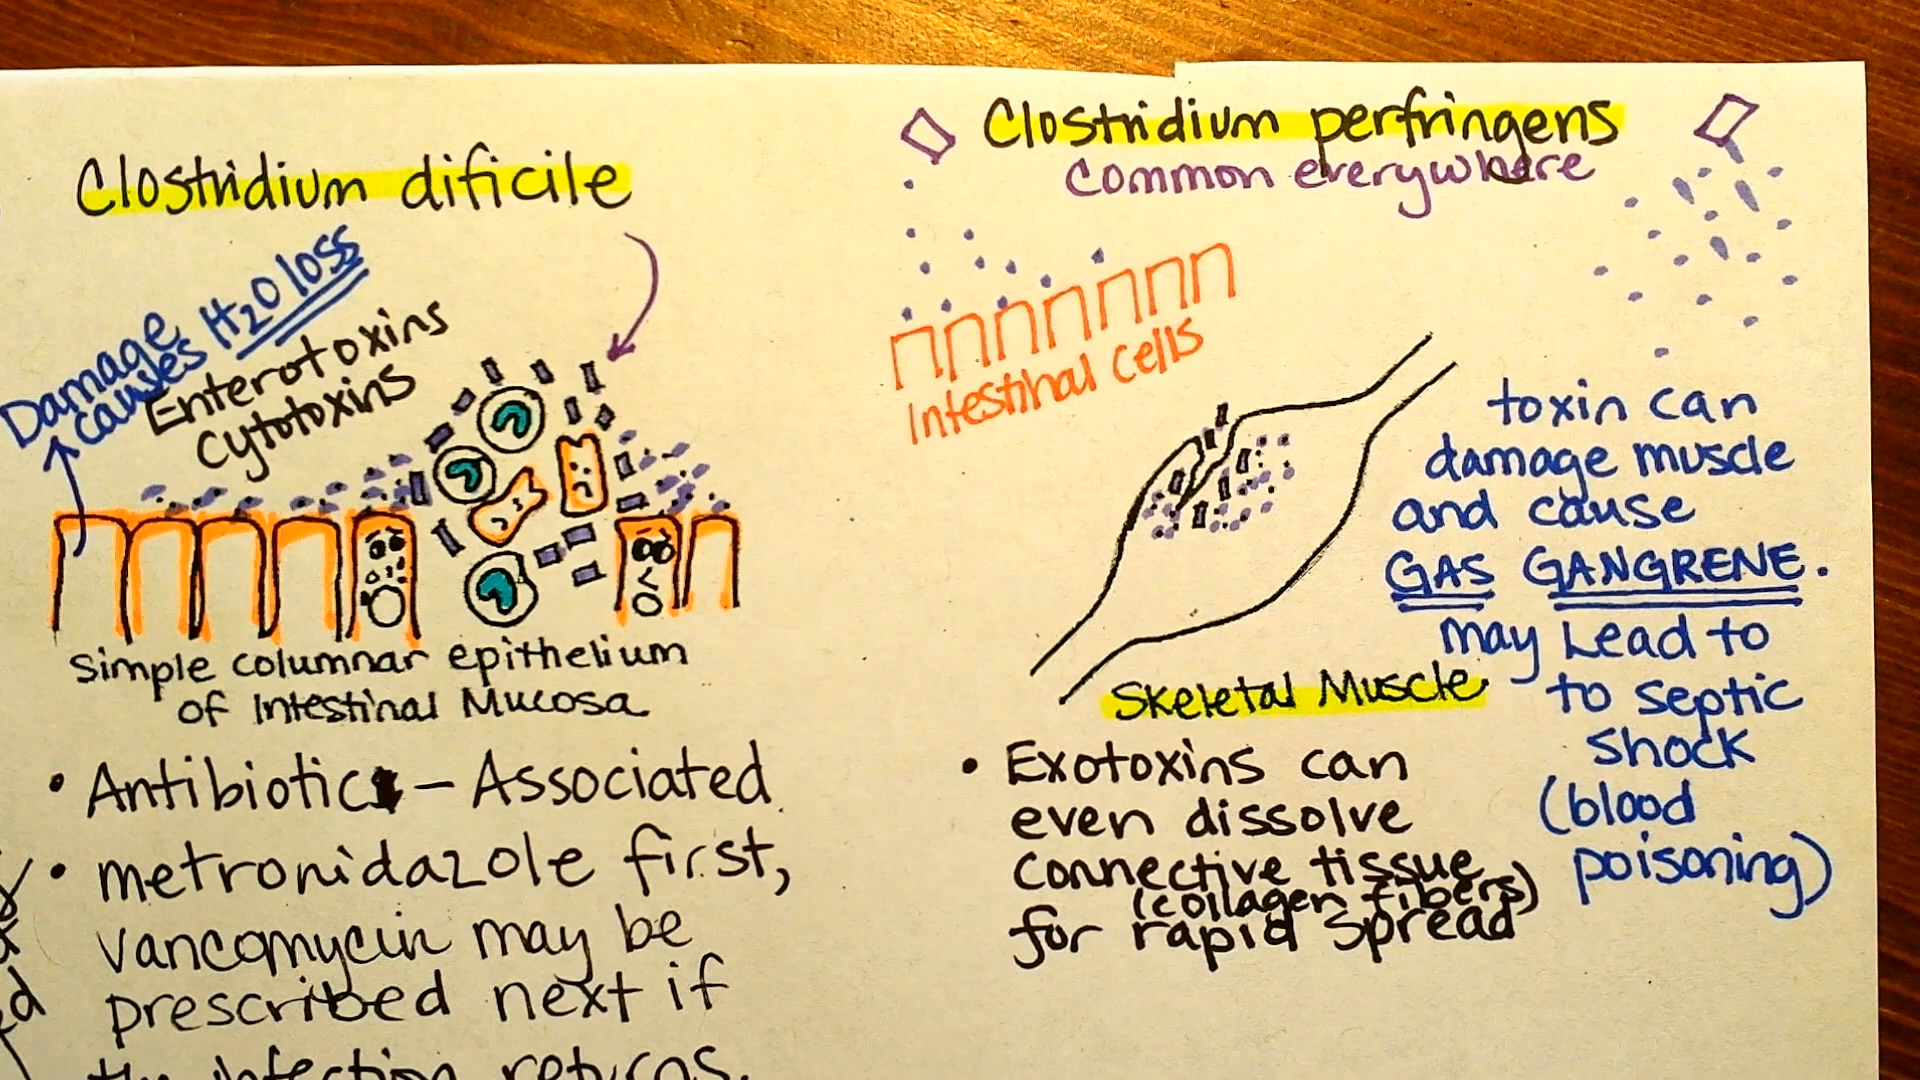 Clostridium dificile
Damage
causes H2O loss
Enterotoxins
Cytotoxins
Simple columnar epithelium
of Intestinal Mucosa
• Antibiotic - Associated
• metronidazole first,
vancomycin may be
prescribed next if
the infection returns.
Clostridium perfringens
Common everywhere
Intestinal Cells
toxin can
damage muscle
and cause
GAS GANGRENE.
may Lead to
to septic
Shock
(blood
poisoning)
Skeletal Muscle
• Exotoxins can
even dissolve
connective tissue
(collagen fibers)
for rapid spread